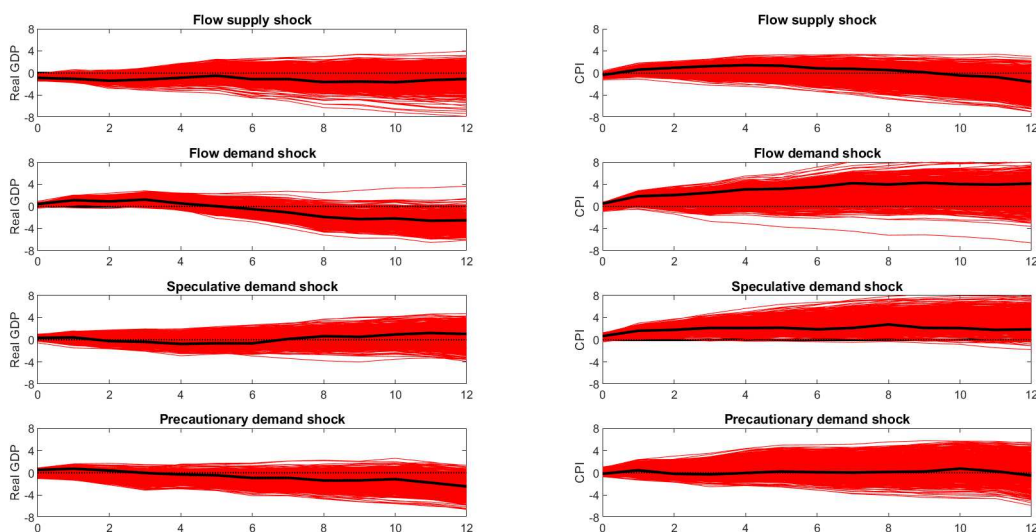 Flow supply shock
Real GDP
8
4
0
-4
-8
0 2 4 6 8 10 12
Flow supply shock
CPI
8
4
0
-4
-8
0 2 4 6 8 10 12
Flow demand shock
Real GDP
8
4
0
-4
-8
0 2 4 6 8 10 12
Flow demand shock
CPI
8
4
0
-4
-8
0 2 4 6 8 10 12
Speculative demand shock
Real GDP
8
4
0
-4
-8
0 2 4 6 8 10 12
Speculative demand shock
CPI
8
4
0
-4
-8
0 2 4 6 8 10 12
Precautionary demand shock
Real GDP
8
4
0
-4
-8
0 2 4 6 8 10 12
Precautionary demand shock
CPI
8
4
0
-4
-8
0 2 4 6 8 10 12